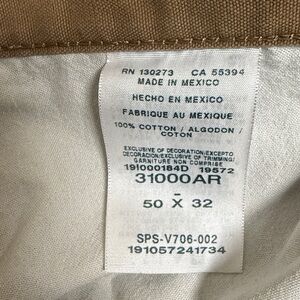 RN 130273 CA 55394
MADE IN MEXICO
HECHO EN MEXICO
FABRIQUE AU MEXIQUE
100% COTTON / ALGODON /
COTON
EXCLUSIVE OF DECORATION/EXCEPTO
DECORACION/EXCLUSIVE OF TRIMMING/
GARNITURE NON COMPRISE
19I000184D 19572
31000AR
-
50 X 32
SPS-V706-002
191057241734